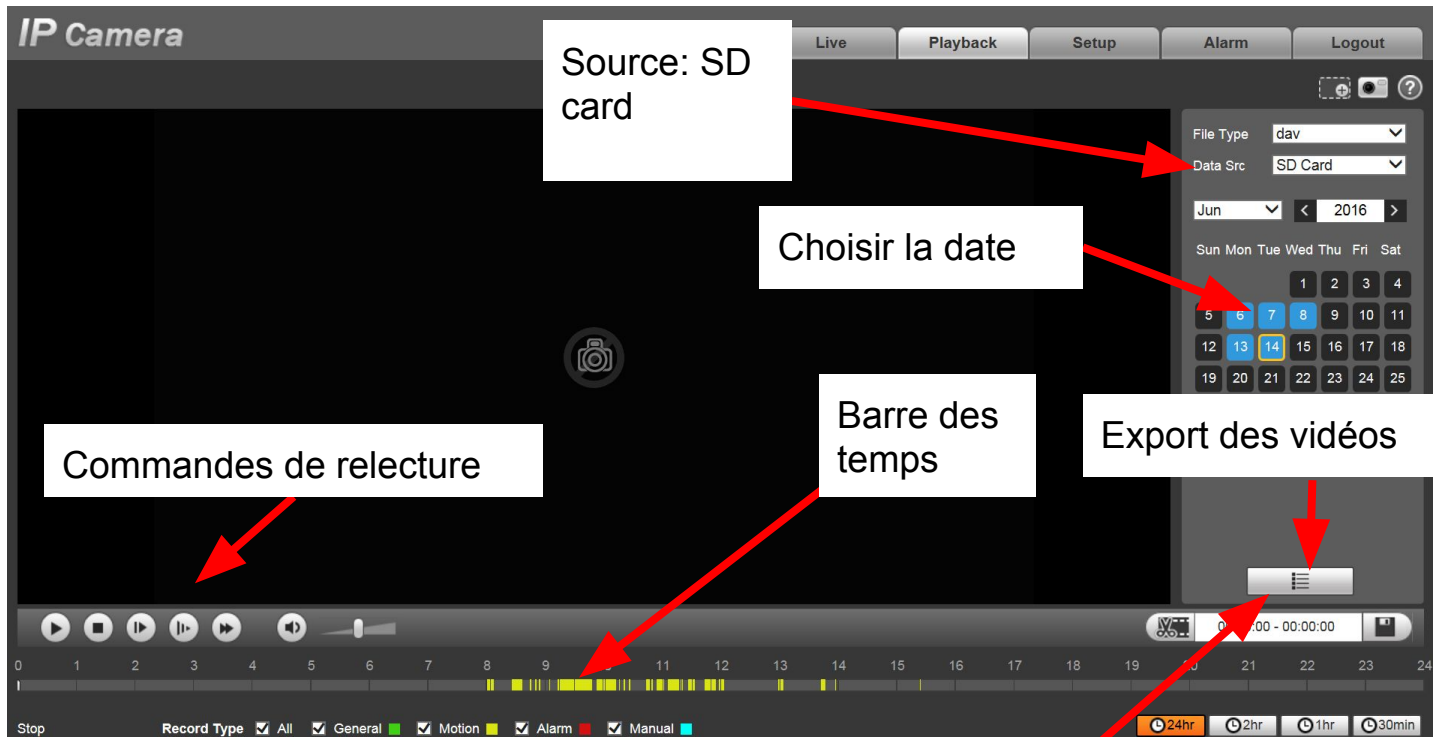 IP Camera
Live
Playback
Setup
Alarm
Logout
Source: SD
card
File Type
dav
Data Src
SD Card
Jun
2016
Choisir la date
Sun Mon Tue Wed Thu Fri Sat
1 2 3 4
5 6 7 8 9 10 11
12 13 14 15 16 17 18
19 20 21 22 23 24 25
Barre des
temps
Export des vidéos
Commandes de relecture
00:00 - 00:00:00
0 1 2 3 4 5 6 7 8 9 11 12 13 14 15 16 17 18 19 20 21 22 23 24
Stop
Record Type
All
General
Motion
Alarm
Manual
24hr
2hr
1hr
30min